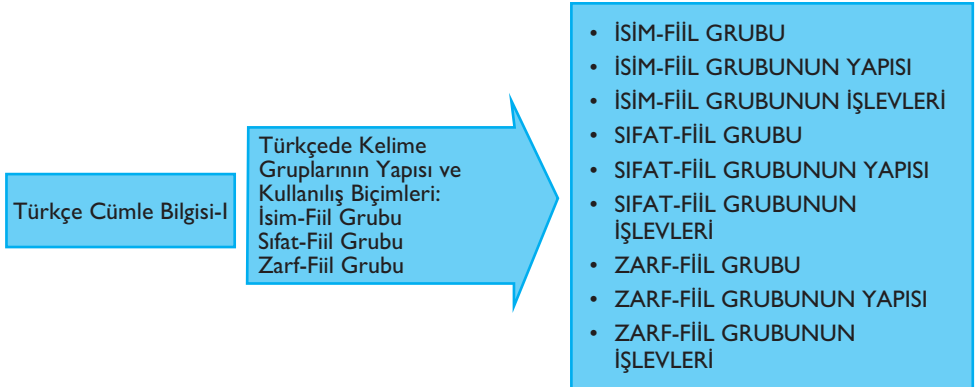 Türkçe Cümle Bilgisi-I
Türkçede Kelime
Gruplarının Yapısı ve
Kullanılış Biçimleri:
İsim-Fiil Grubu
Sıfat-Fiil Grubu
Zarf-Fiil Grubu
• İSİM-FİİL GRUBU
• İSİM-FİİL GRUBUNUN YAPISI
• İSİM-FİİL GRUBUNUN İŞLEVLERİ
• SIFAT-FİİL GRUBU
• SIFAT-FİİL GRUBUNUN YAPISI
• SIFAT-FİİL GRUBUNUN
İŞLEVLERİ
• ZARF-FİİL GRUBU
• ZARF-FİİL GRUBUNUN YAPISI
• ZARF-FİİL GRUBUNUN
İŞLEVLERİ